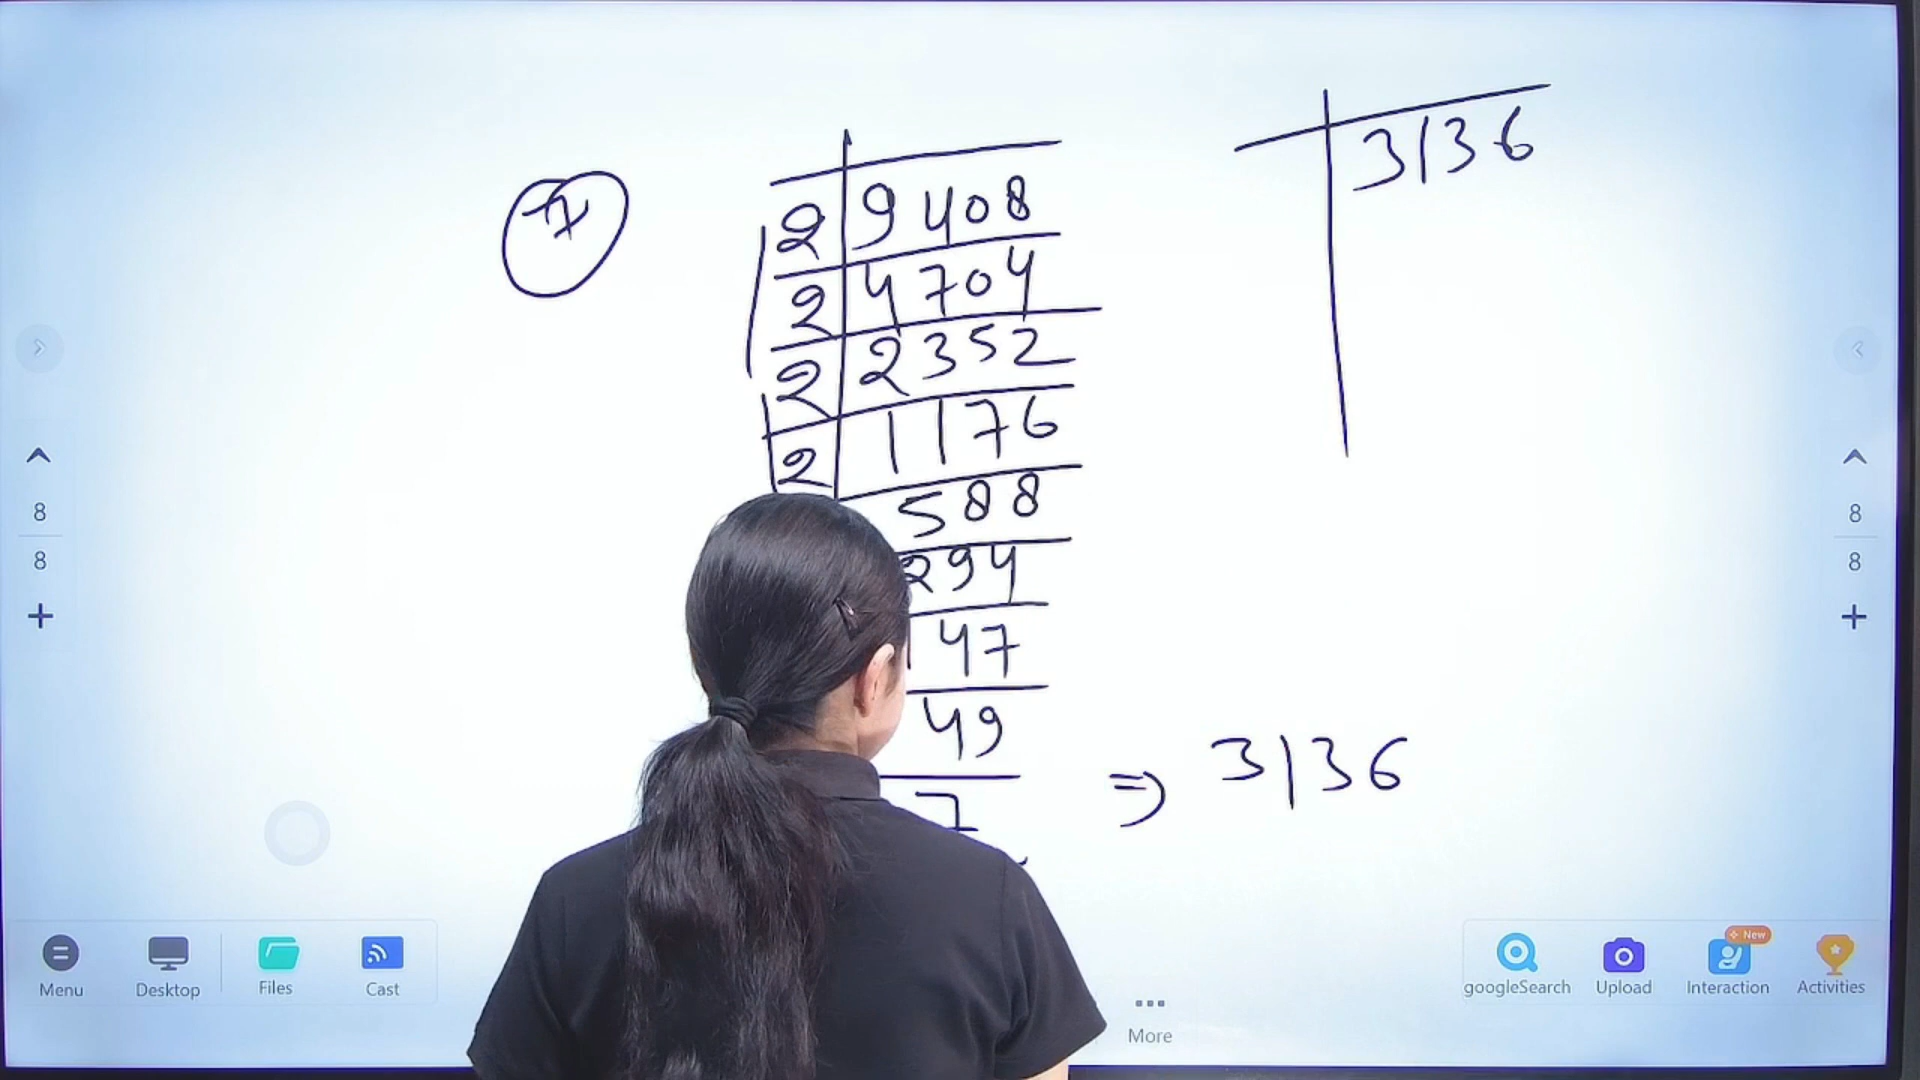 7
2 9408
2 4704
2 2352
2 1176
588
294
147
49
7
3136
⇒ 3136
8
8
8
8
Menu
Desktop
Files
Cast
More
googleSearch
Upload
New
Interaction
Activities